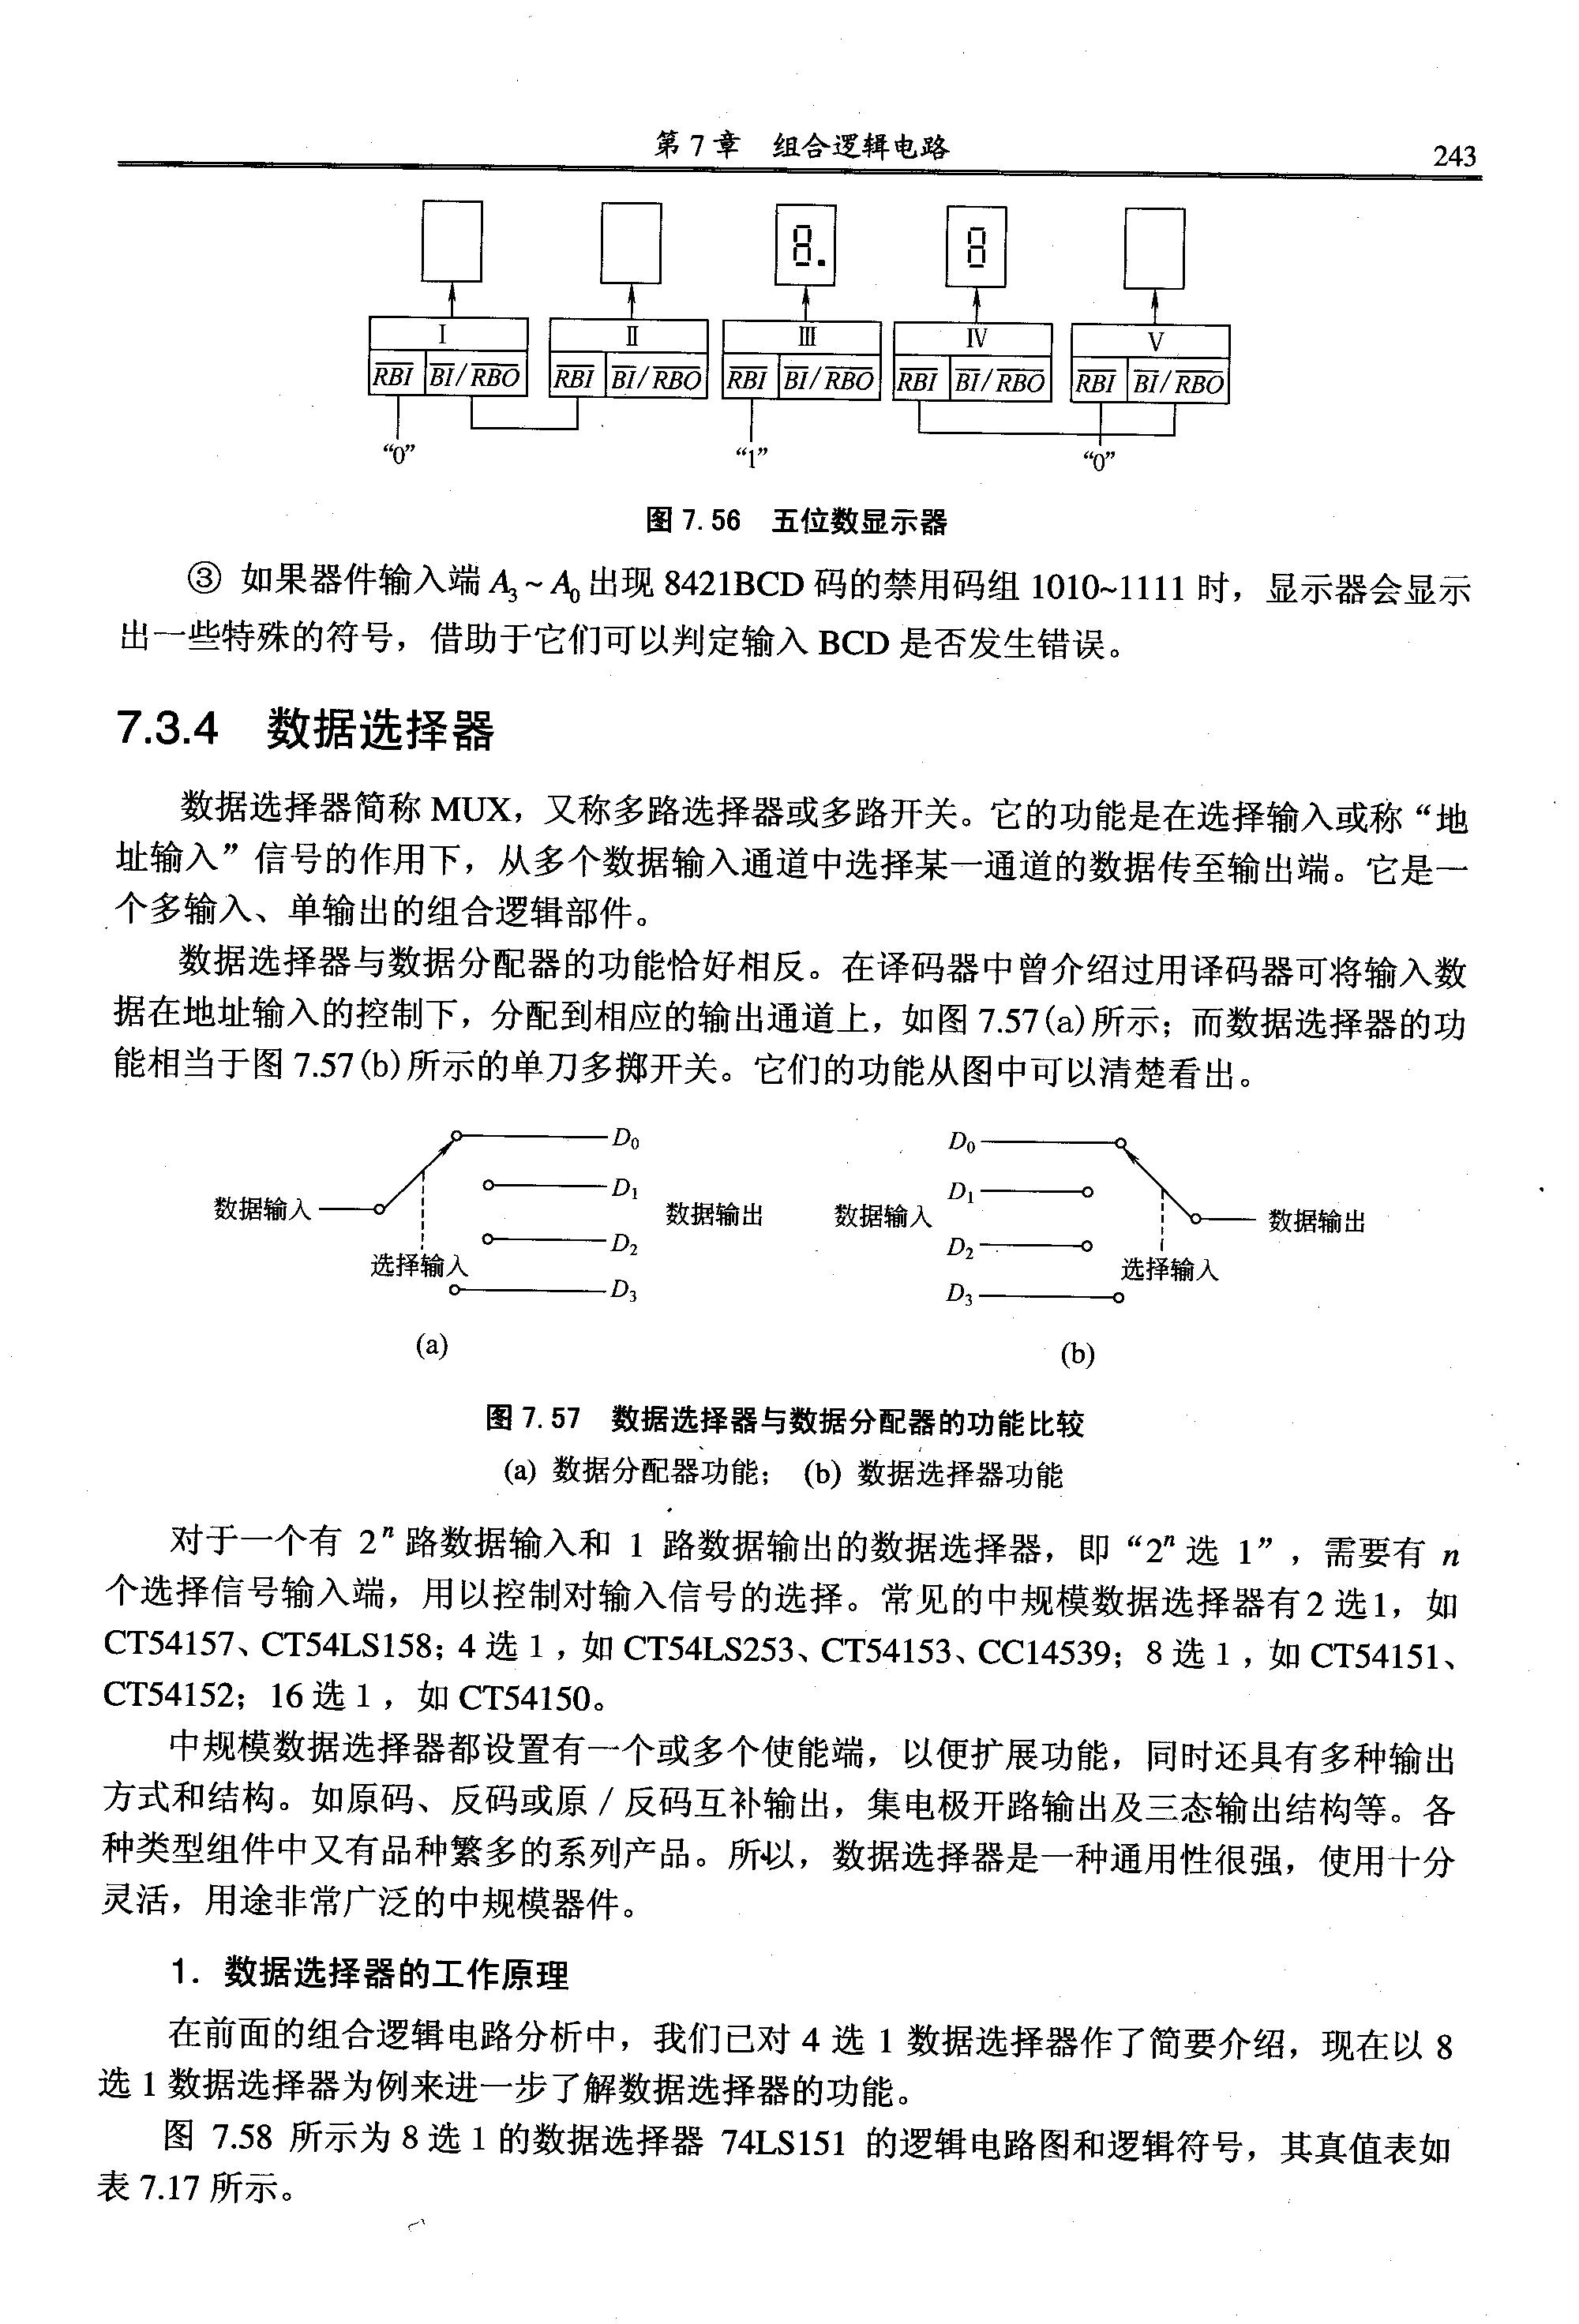 第 7 章 组合逻辑电路
243
8. 8
I II III IV V
RBI BI/RBO RBI BI/RBO RBI BI/RBO RBI BI/RBO RBI BI/RBO
“0” “1” “0”
图 7.56 五位数显示器
③ 如果器件输入端 A₃~A₀ 出现 8421BCD 码的禁用码组 1010~1111 时，显示器会显示
出一些特殊的符号，借助于它们可以判定输入 BCD 是否发生错误。
7.3.4 数据选择器
数据选择器简称 MUX，又称多路选择器或多路开关。它的功能是在选择输入或称“地
址输入”信号的作用下，从多个数据输入通道中选择某一通道的数据传至输出端。它是一
个多输入、单输出的组合逻辑部件。
数据选择器与数据分配器的功能恰好相反。在译码器中曾介绍过用译码器可将输入数
据在地址输入的控制下，分配到相应的输出通道上，如图 7.57(a)所示；而数据选择器的功
能相当于图 7.57(b)所示的单刀多掷开关。它们的功能从图中可以清楚看出。
数据输入
选择输入
D₀
D₁
D₂
D₃
数据输出
(a)
数据输入
D₀
D₁
D₂
D₃
选择输入
数据输出
(b)
图 7.57 数据选择器与数据分配器的功能比较
(a) 数据分配器功能； (b) 数据选择器功能
对于一个有 2ⁿ 路数据输入和 1 路数据输出的数据选择器，即“2ⁿ 选 1”，需要有 n
个选择信号输入端，用以控制对输入信号的选择。常见的中规模数据选择器有 2 选1，如
CT54157、CT54LS158；4 选 1，如 CT54LS253、CT54153、CC14539；8 选 1，如 CT54151、
CT54152；16 选 1，如 CT54150。
中规模数据选择器都设置有一个或多个使能端，以便扩展功能，同时还具有多种输出
方式和结构。如原码、反码或原／反码互补输出，集电极开路输出及三态输出结构等。各
种类型组件中又有品种繁多的系列产品。所以，数据选择器是一种通用性很强，使用十分
灵活，用途非常广泛的中规模器件。
1. 数据选择器的工作原理
在前面的组合逻辑电路分析中，我们已对 4 选 1 数据选择器作了简要介绍，现在以 8
选 1 数据选择器为例来进一步了解数据选择器的功能。
图 7.58 所示为 8 选 1 的数据选择器 74LS151 的逻辑电路图和逻辑符号，其真值表如
表 7.17 所示。